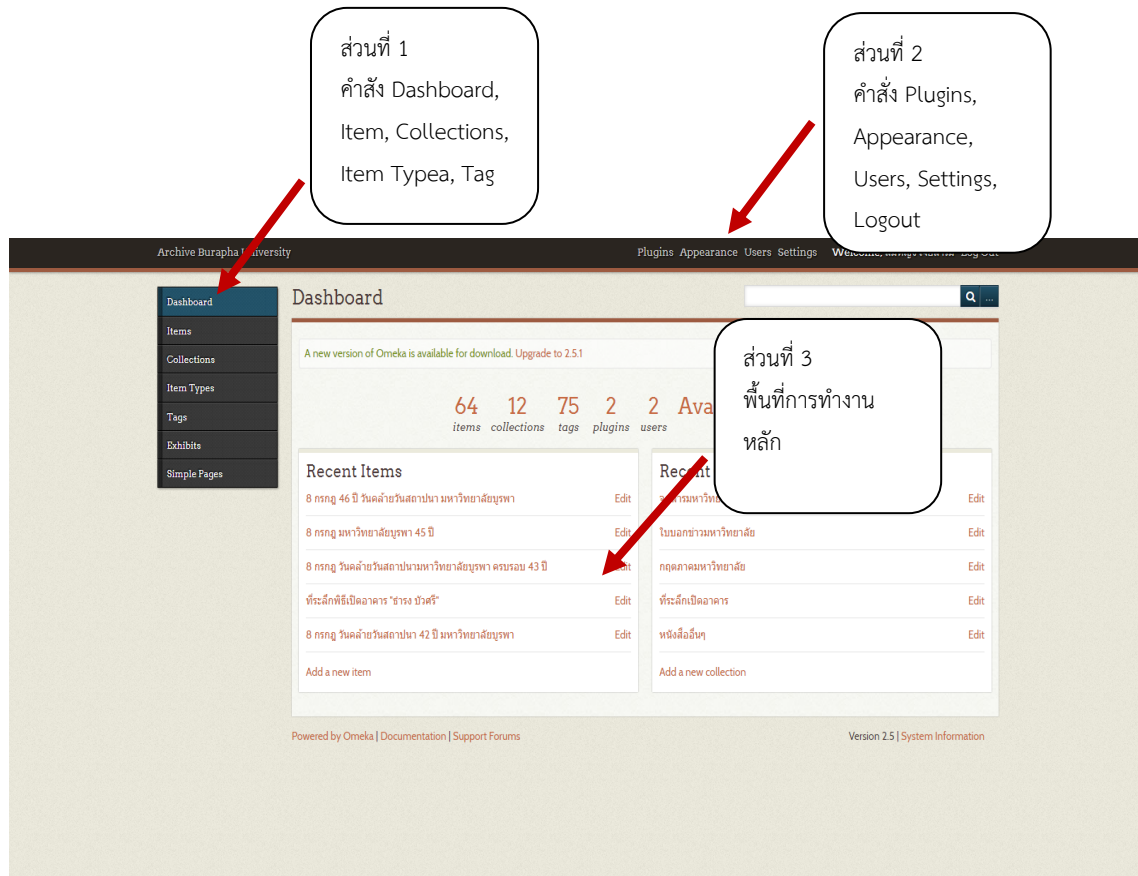 ส่วนที่ 1
คำสัง Dashboard,
Item, Collections,
Item Typea, Tag
ส่วนที่ 2
คำสั่ง Plugins,
Appearance,
Users, Settings,
Logout
Archive Burapha University
Plugins Appearance Users Settings Welcome, Log Out
Dashboard
Items
Collections
Item Types
Tags
Exhibits
Simple Pages
Dashboard
...
A new version of Omeka is available for download. Upgrade to 2.5.1
ส่วนที่ 3
พื้นที่การทำงาน
หลัก
64 items
12 collections
75 tags
2 plugins
2 users
Recent Items
8 กรกฎ 46 ปี วันคล้ายวันสถาปนา มหาวิทยาลัยบูรพา Edit
8 กรกฎ มหาวิทยาลัยบูรพา 45 ปี Edit
8 กรกฎ วันคล้ายวันสถาปนามหาวิทยาลัยบูรพา ครบรอบ 43 ปี Edit
ที่ระลึกพิธีเปิดอาคาร "ธำรง บัวศรี" Edit
8 กรกฎ วันคล้ายวันสถาปนา 42 ปี มหาวิทยาลัยบูรพา Edit
Add a new item
Recent
Edit
ใบบอกข่าวมหาวิทยาลัย Edit
กฤตภาคมหาวิทยาลัย Edit
ที่ระลึกเปิดอาคาร Edit
หนังสืออื่นๆ Edit
Add a new collection
Powered by Omeka | Documentation | Support Forums
Version 2.5 | System Information